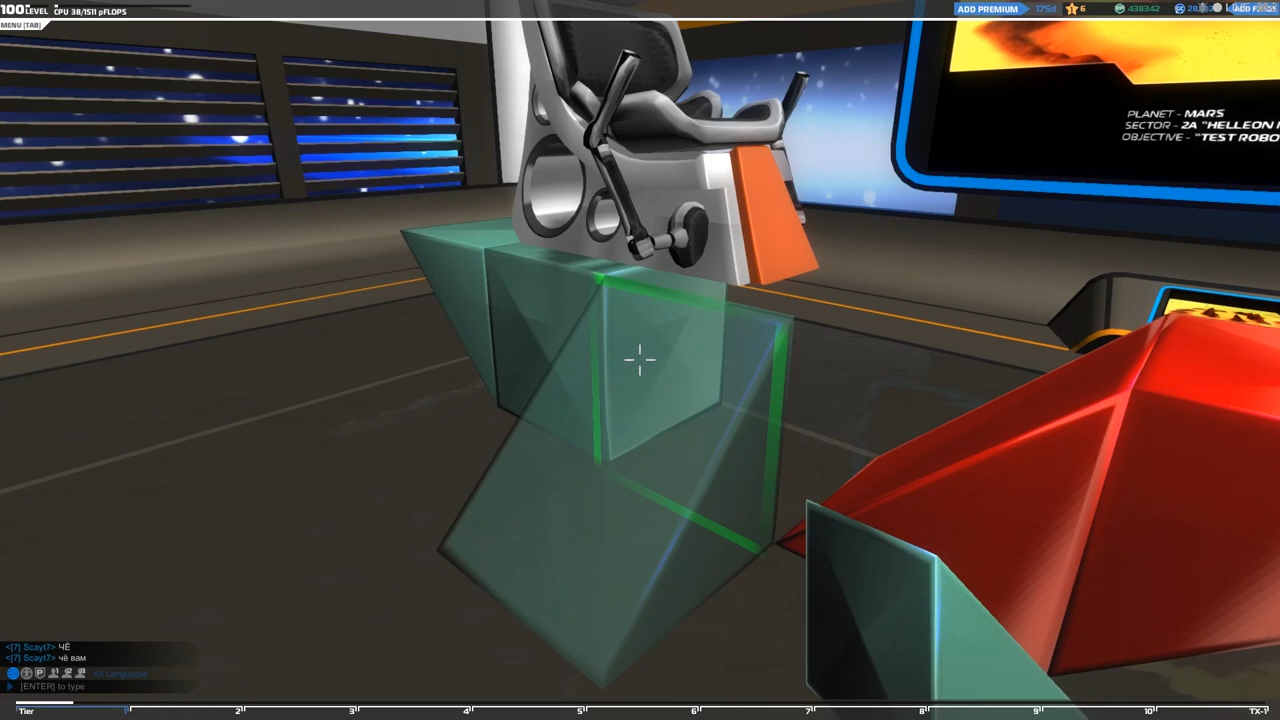 100 LEVEL CPU 38/1511 pFLOPS
ADD PREMIUM 175d 6 438342
MENU [TAB]
PLANET - MARS
SECTOR - 2A "HELLEON
OBJECTIVE - "TEST ROBO
<[7] Scayt7> ЧЁ
<[7] Scayt7> чё вам
P All Languages
[ENTER] to type
Tier 1 2 3 4 5 6 7 8 9 10 TX-1